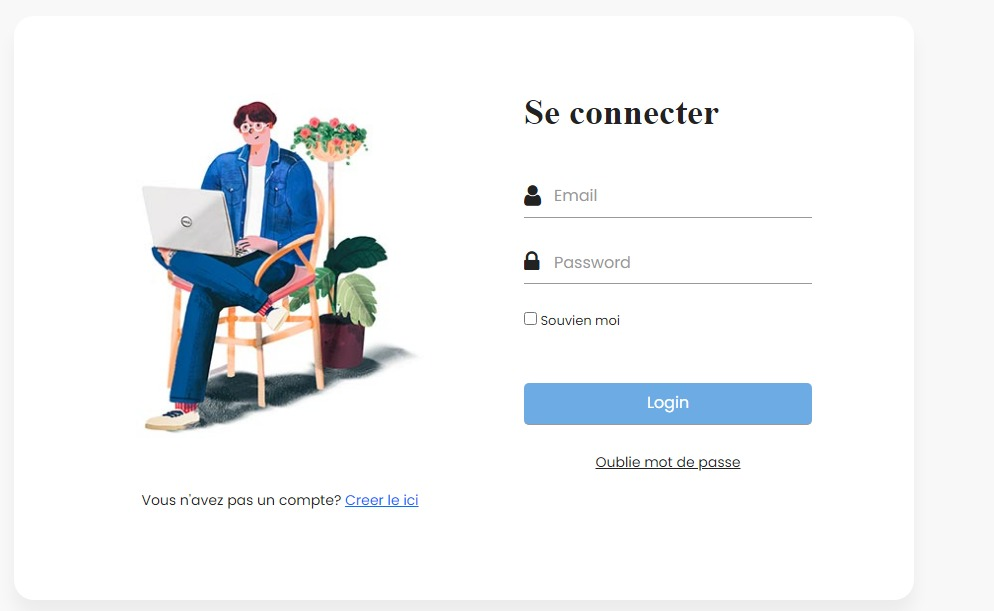 Se connecter
Email
Password
Souvien moi
Login
Oublie mot de passe
Vous n'avez pas un compte? Creer le ici